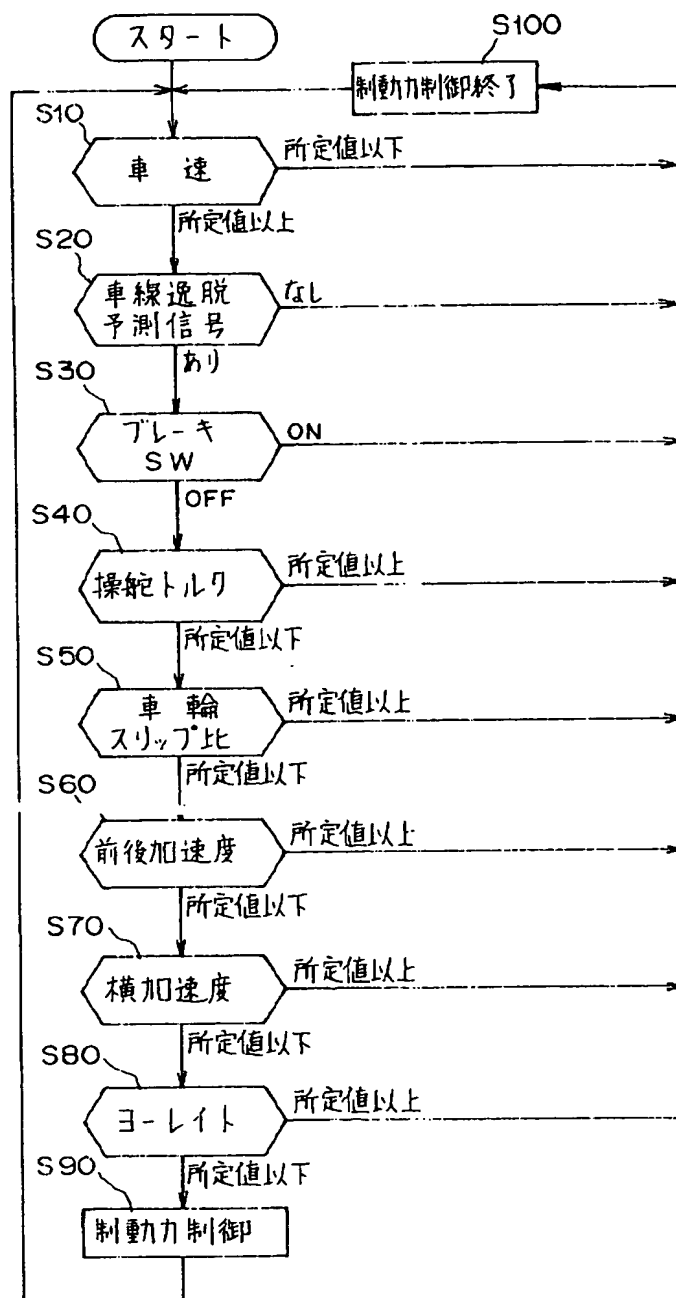 スタート
S100
制動力制御終了
S10
車速
所定値以下
所定値以上
S20
車線逸脱
予測信号
なし
あり
S30
ブレーキ
SW
ON
OFF
S40
操舵トルク
所定値以上
所定値以下
S50
車輪
スリップ比
所定値以上
所定値以下
S60
前後加速度
所定値以上
所定値以下
S70
横加速度
所定値以上
所定値以下
S80
ヨーレイト
所定値以上
所定値以下
S90
制動力制御